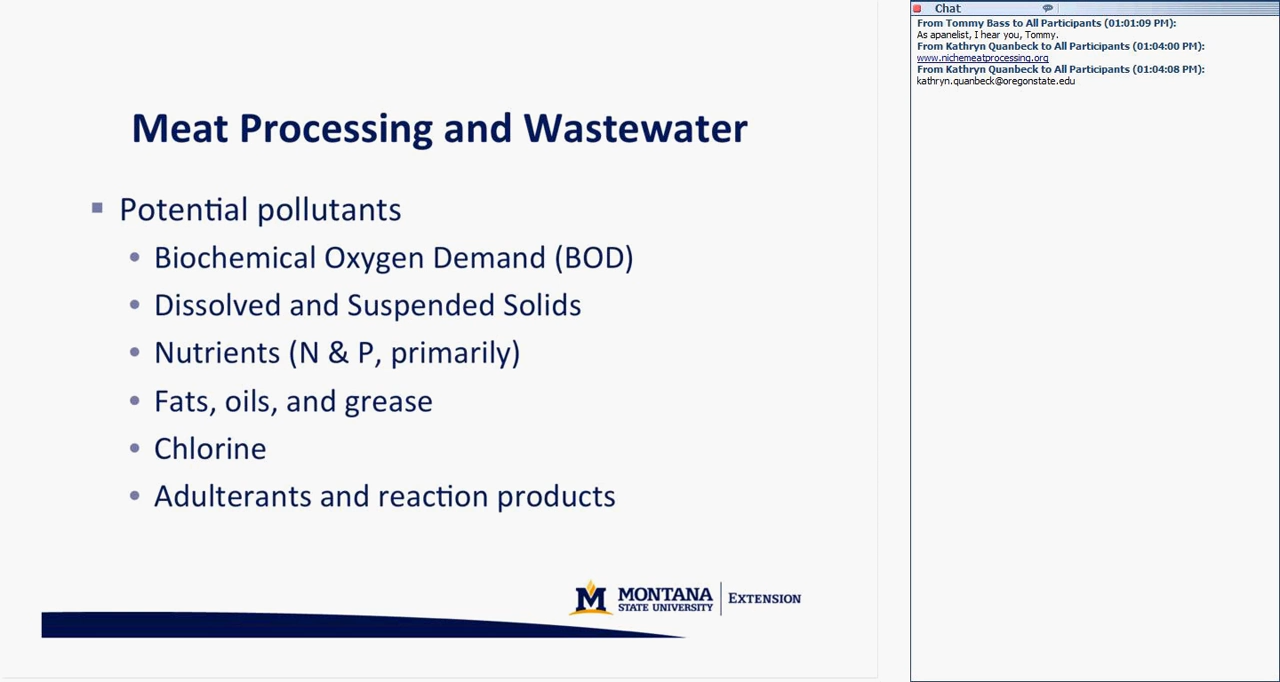 Meat Processing and Wastewater
Potential pollutants
Biochemical Oxygen Demand (BOD)
Dissolved and Suspended Solids
Nutrients (N & P, primarily)
Fats, oils, and grease
Chlorine
Adulterants and reaction products
M MONTANA
STATE UNIVERSITY
EXTENSION
Chat
From Tommy Bass to All Participants (01:01:09 PM):
As apanelist, I hear you, Tommy.
From Kathryn Quanbeck to All Participants (01:04:00 PM):
www.nichemeatprocessing.org
From Kathryn Quanbeck to All Participants (01:04:08 PM):
kathryn.quanbeck@oregonstate.edu